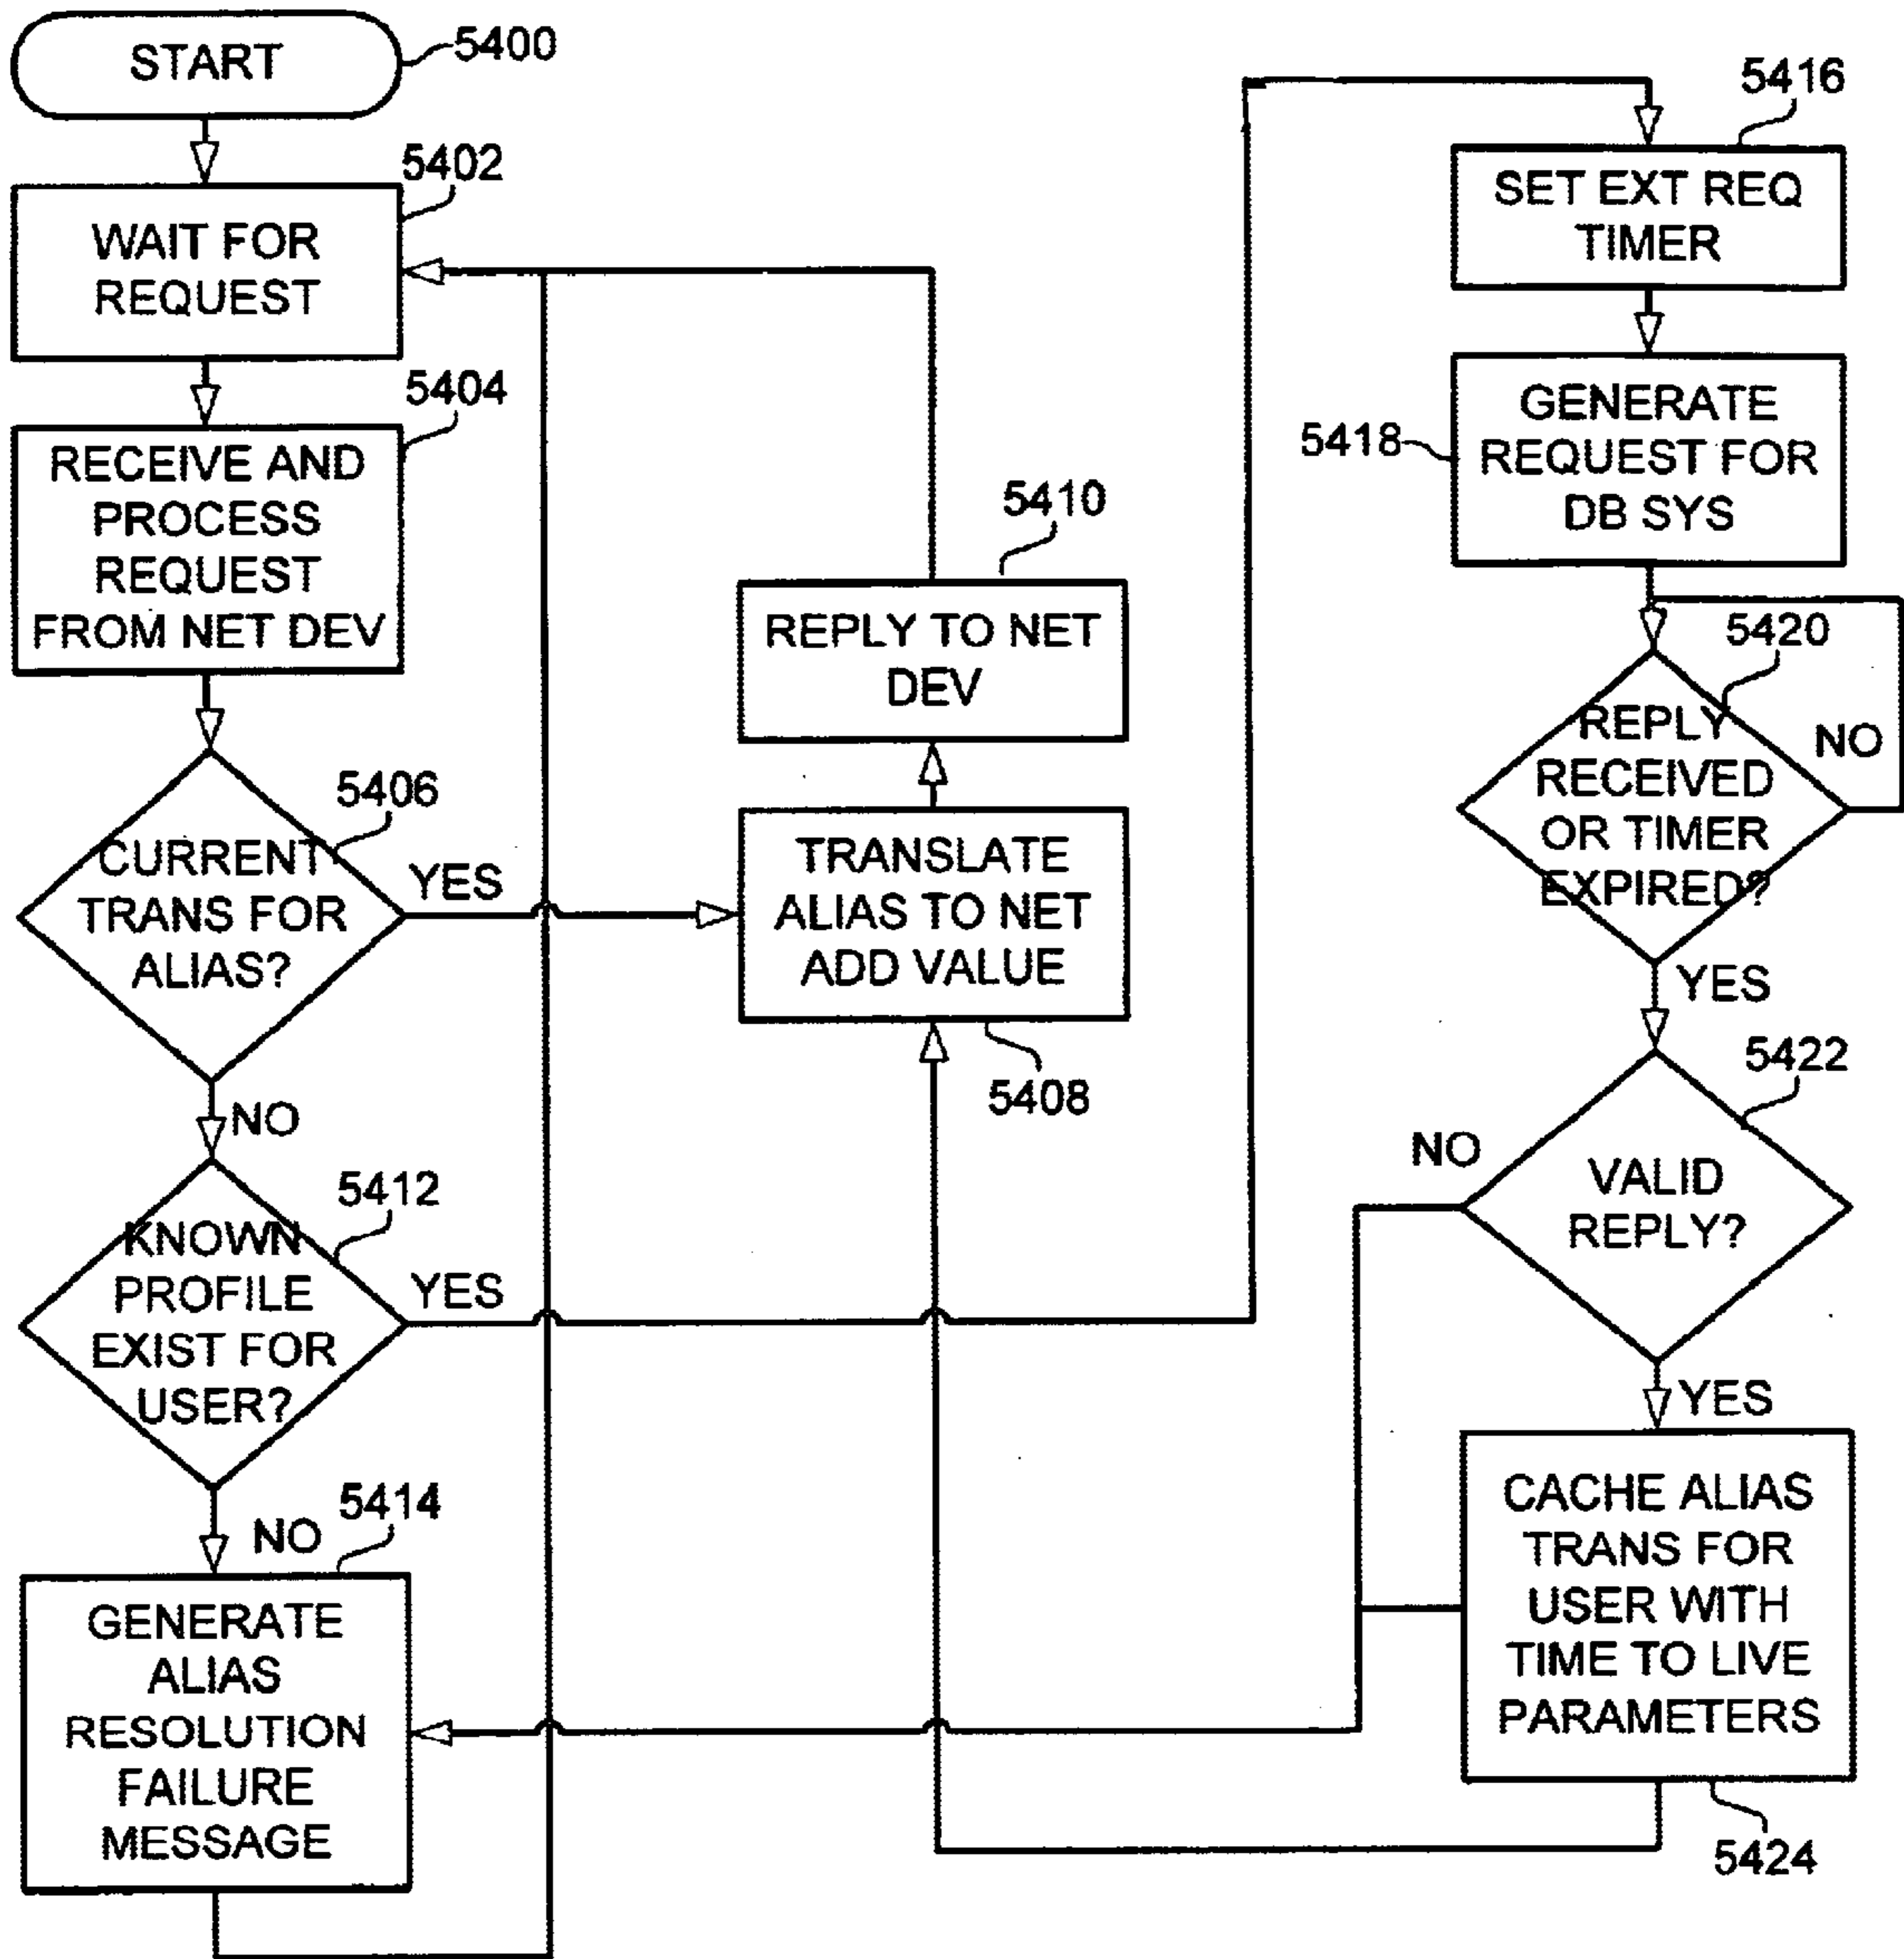 START
5400
5402
WAIT FOR
REQUEST
5404
RECEIVE AND
PROCESS
REQUEST
FROM NET DEV
5406
CURRENT
TRANS FOR
ALIAS?
YES
NO
5412
KNOWN
PROFILE
EXIST FOR
USER?
YES
NO
5414
GENERATE
ALIAS
RESOLUTION
FAILURE
MESSAGE
5410
REPLY TO NET
DEV
TRANSLATE
ALIAS TO NET
ADD VALUE
5408
5416
SET EXT REQ
TIMER
5418
GENERATE
REQUEST FOR
DB SYS
5420
REPLY
RECEIVED
OR TIMER
EXPIRED?
NO
YES
5422
NO
VALID
REPLY?
YES
CACHE ALIAS
TRANS FOR
USER WITH
TIME TO LIVE
PARAMETERS
5424